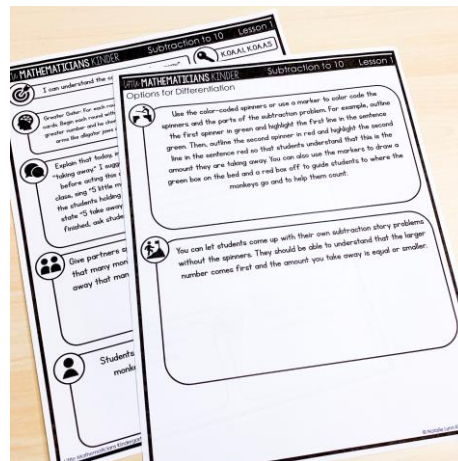 Little MATHEMATICIANS KINDER Subtraction to 10 Lesson 1
K.OA.A.1, K.OA.A.5
I can understand the
Greater Gator: For each
cards. Begin each round with
greater number and
arms like alligator jaws
Explain that today,
"taking away." I
before acting this
class, sing "5 little
the students holding
state "5 take away
finished, ask
Give partners
that many
away that
Students
Little Mathematicians
Little MATHEMATICIANS KINDER Subtraction to 10 Lesson 1
Options for Differentiation
Use the color-coded spinners or use a marker to color code the
spinners and the parts of the subtraction problem. For example, outline
the first spinner in green and highlight the first line in the sentence
green. Then, outline the second spinner in red and highlight the second
line in the sentence red so that students understand that this is the
amount they are taking away. You can also use the markers to draw a
green box on the bed and a red box off to guide students to where the
monkeys go and to help them count.
You can let students come up with their own subtraction story problems
without the spinners. They should be able to understand that the larger
number comes first and the amount you take away is equal or smaller.
© Natalie Lynn